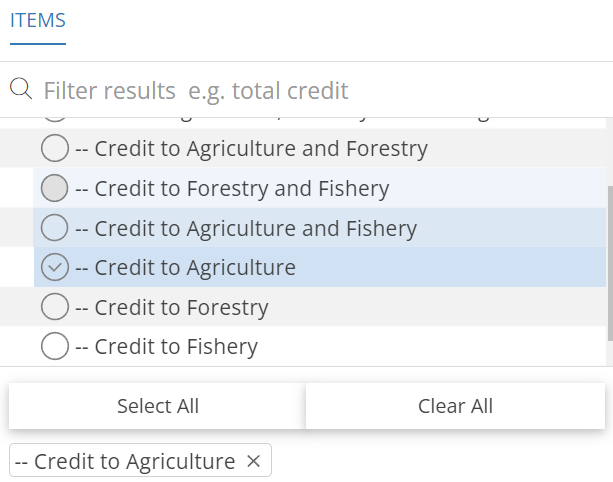 ITEMS
Filter results e.g. total credit
-- Credit to Agriculture and Forestry
-- Credit to Forestry and Fishery
-- Credit to Agriculture and Fishery
-- Credit to Agriculture
-- Credit to Forestry
-- Credit to Fishery
Select All
Clear All
-- Credit to Agriculture ×